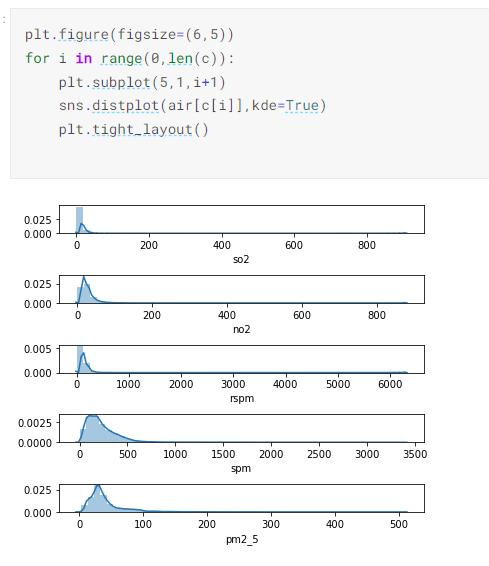 :
plt.figure(figsize=(6,5))
for i in range(0,len(c)):
    plt.subplot(5,1,i+1)
    sns.distplot(air[c[i]],kde=True)
    plt.tight_layout()
0.025
0.000
0 200 400 600 800
so2
0.025
0.000
0 200 400 600 800
no2
0.005
0.000
0 1000 2000 3000 4000 5000 6000
rspm
0.0025
0.0000
0 500 1000 1500 2000 2500 3000 3500
spm
0.025
0.000
0 100 200 300 400 500
pm2_5